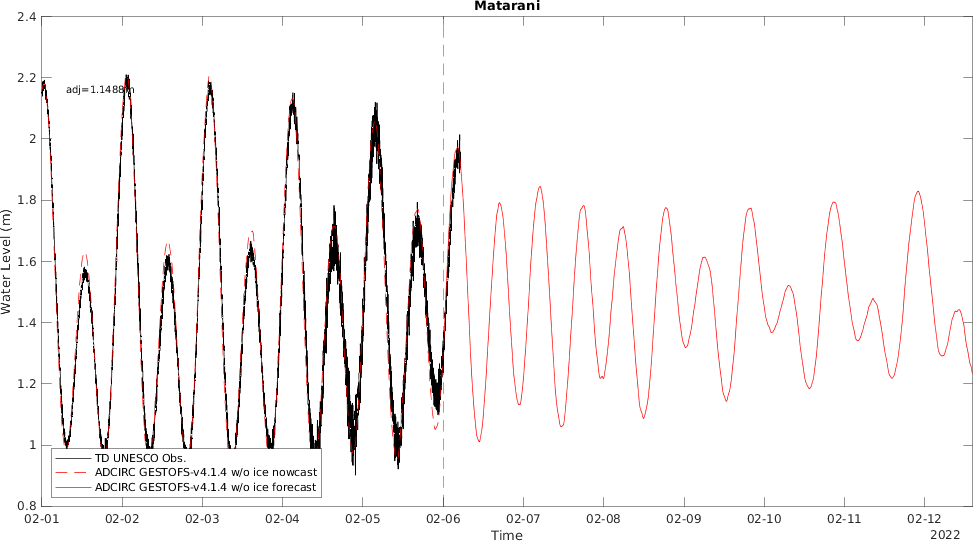 Matarani
2.4
2.2
adj=1.1488m
2
1.8
1.6
1.4
1.2
1
0.8
Water Level (m)
TD UNESCO Obs.
ADCIRC GESTOFS-v4.1.4 w/o ice nowcast
ADCIRC GESTOFS-v4.1.4 w/o ice forecast
02-01 02-02 02-03 02-04 02-05 02-06 02-07 02-08 02-09 02-10 02-11 02-12
Time
2022